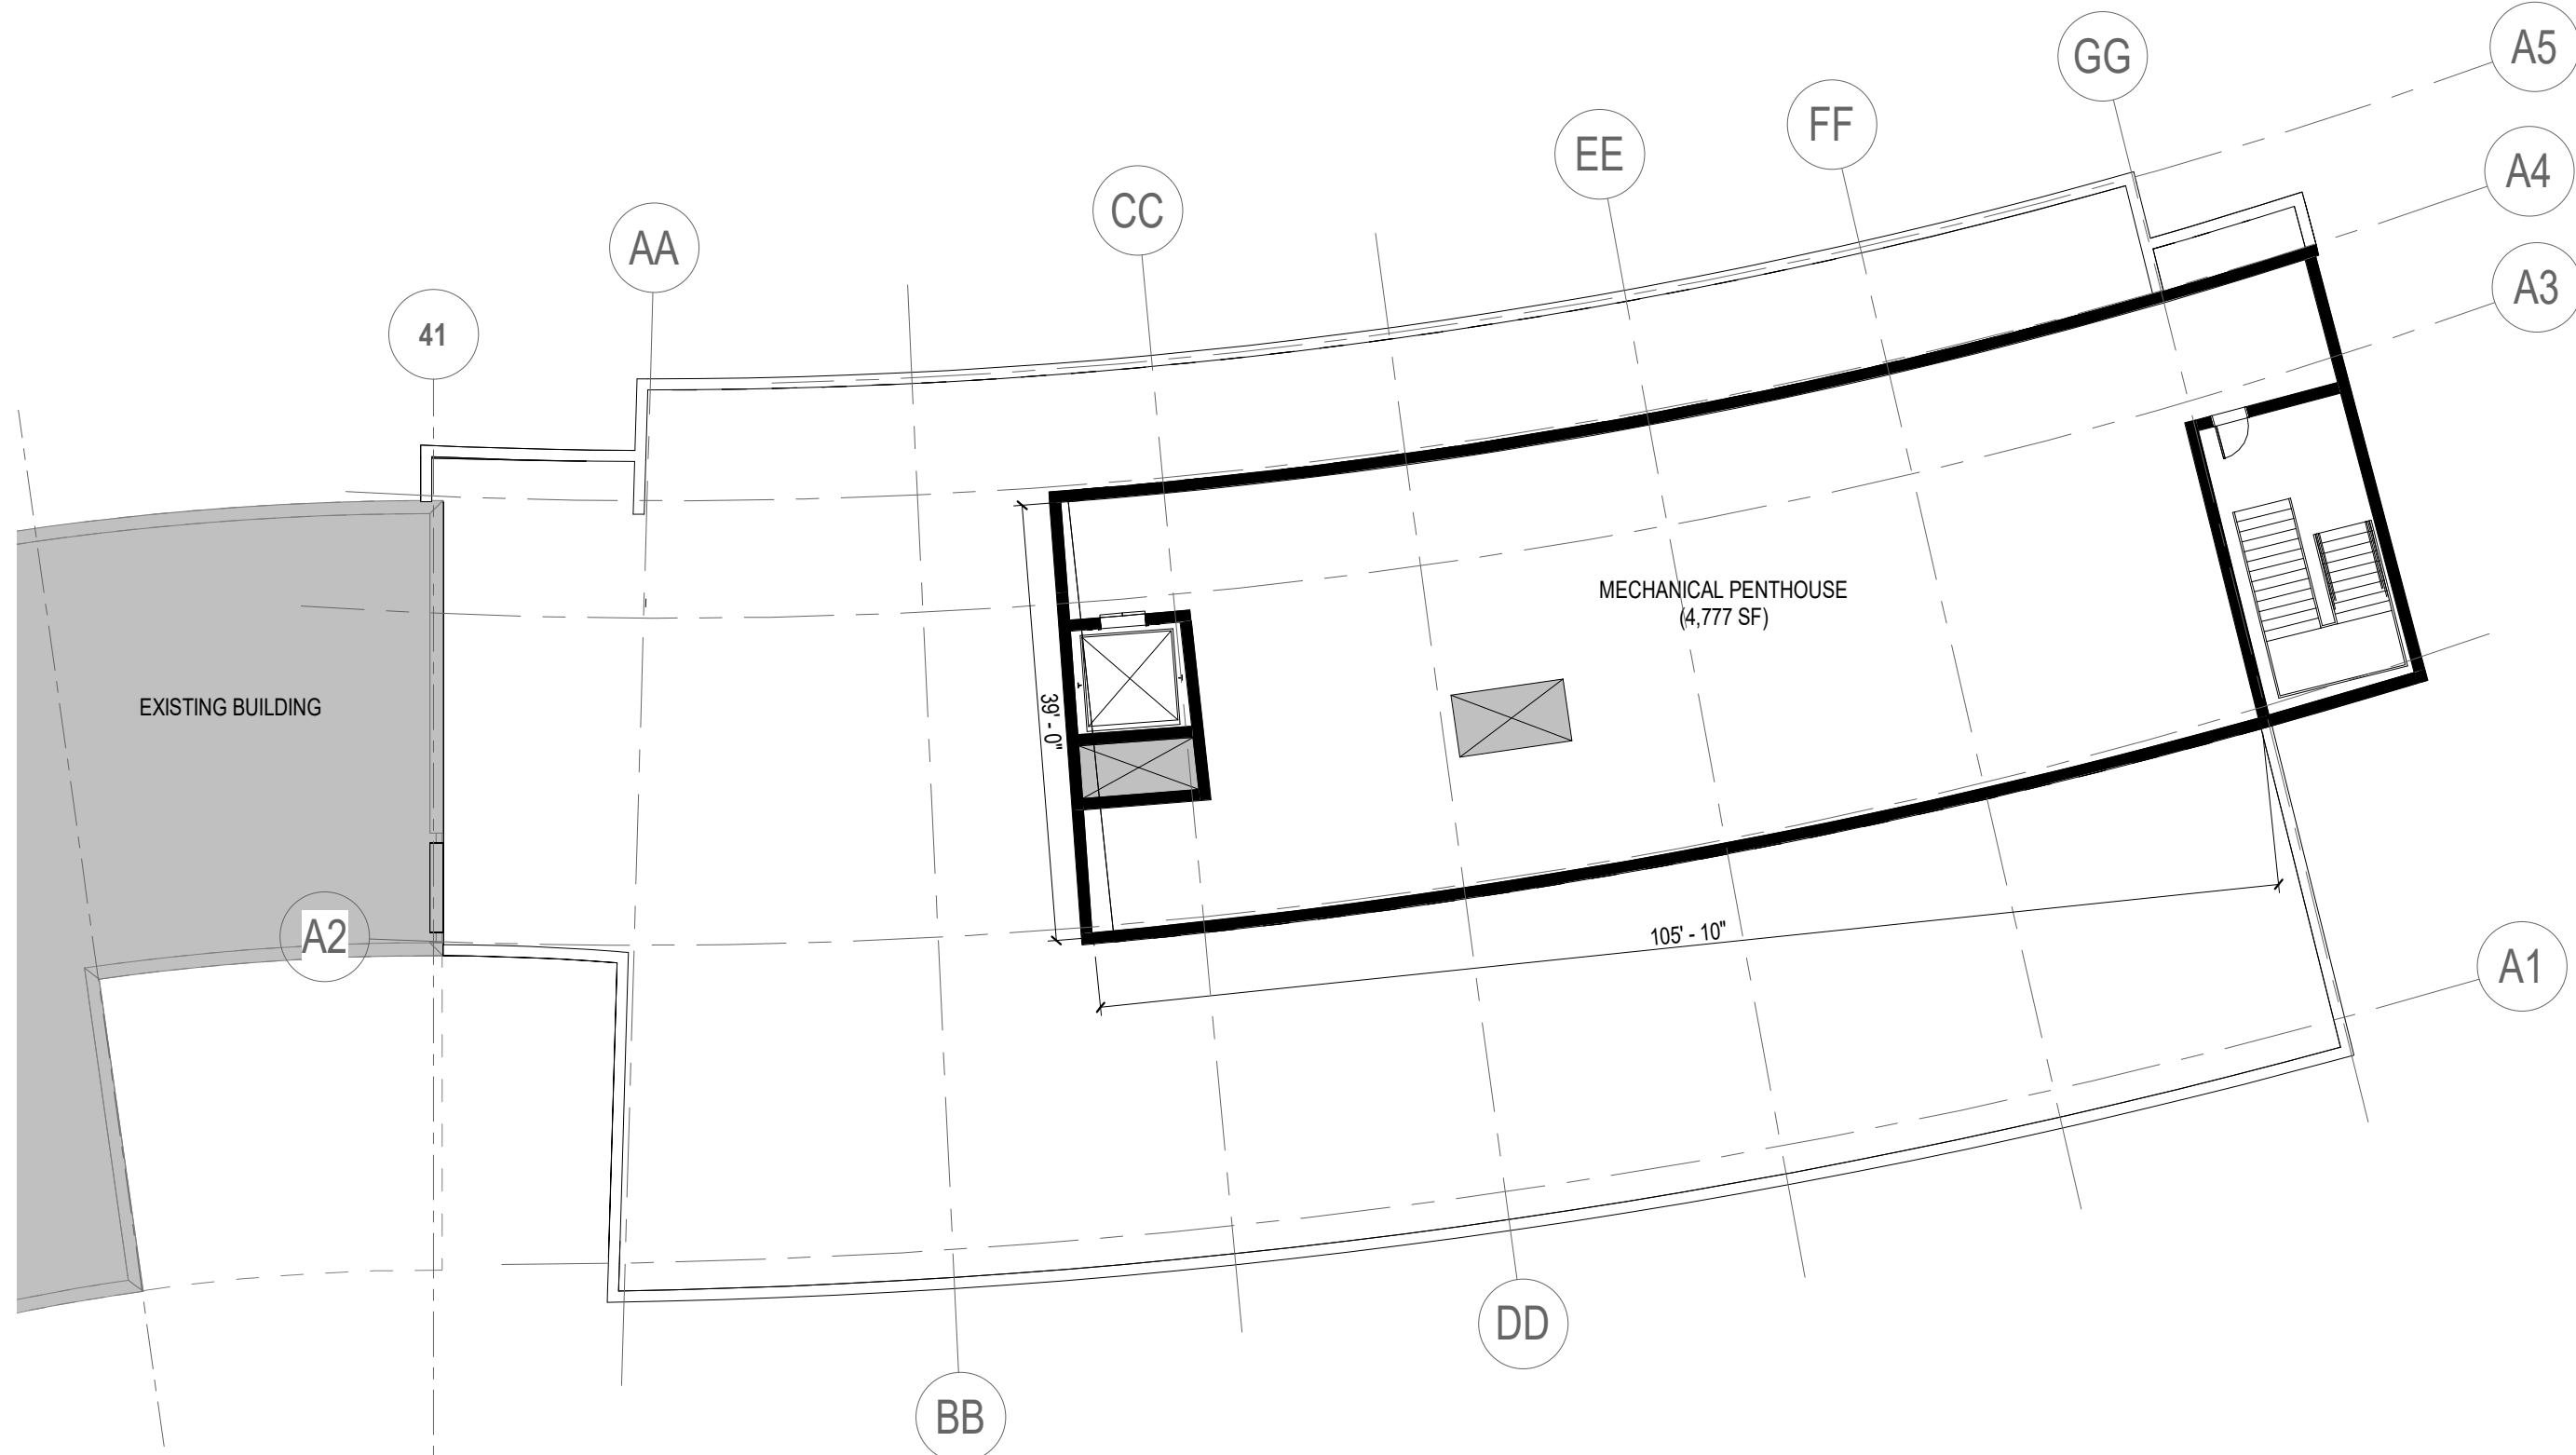 A5
GG
FF
EE
A4
CC
AA
A3
41
MECHANICAL PENTHOUSE
(4,777 SF)
EXISTING BUILDING
39' - 0"
A2
105' - 10"
A1
DD
BB